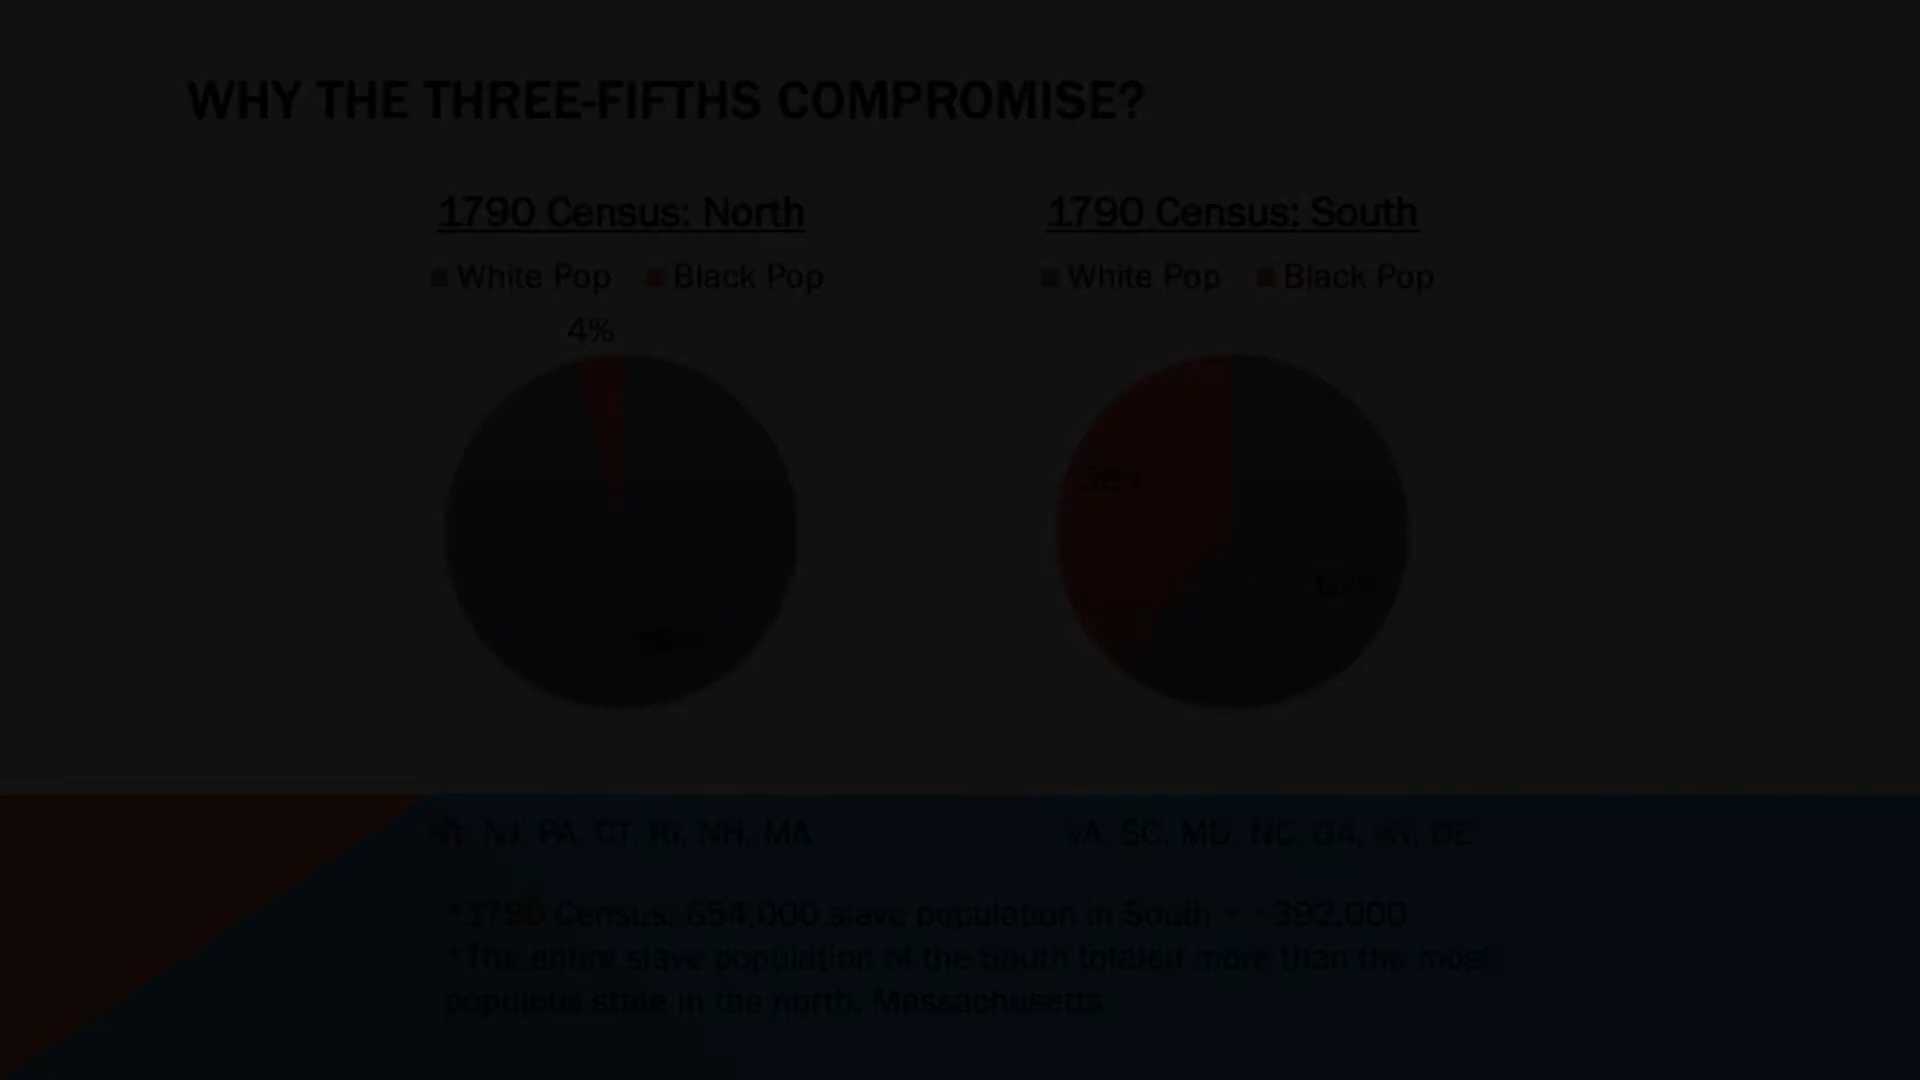 WHY THE THREE-FIFTHS COMPROMISE?
1790 Census: North
White Pop Black Pop
4%
1790 Census: South
White Pop Black Pop
NY, NJ, PA, CT, RI, NH, MA
VA, SC, MD, NC, GA, KY, DE
*1790 Census: 654,000 slave population in South = ~392,000
*The entire slave population of the South totaled more than the most
populous state in the north, Massachusetts